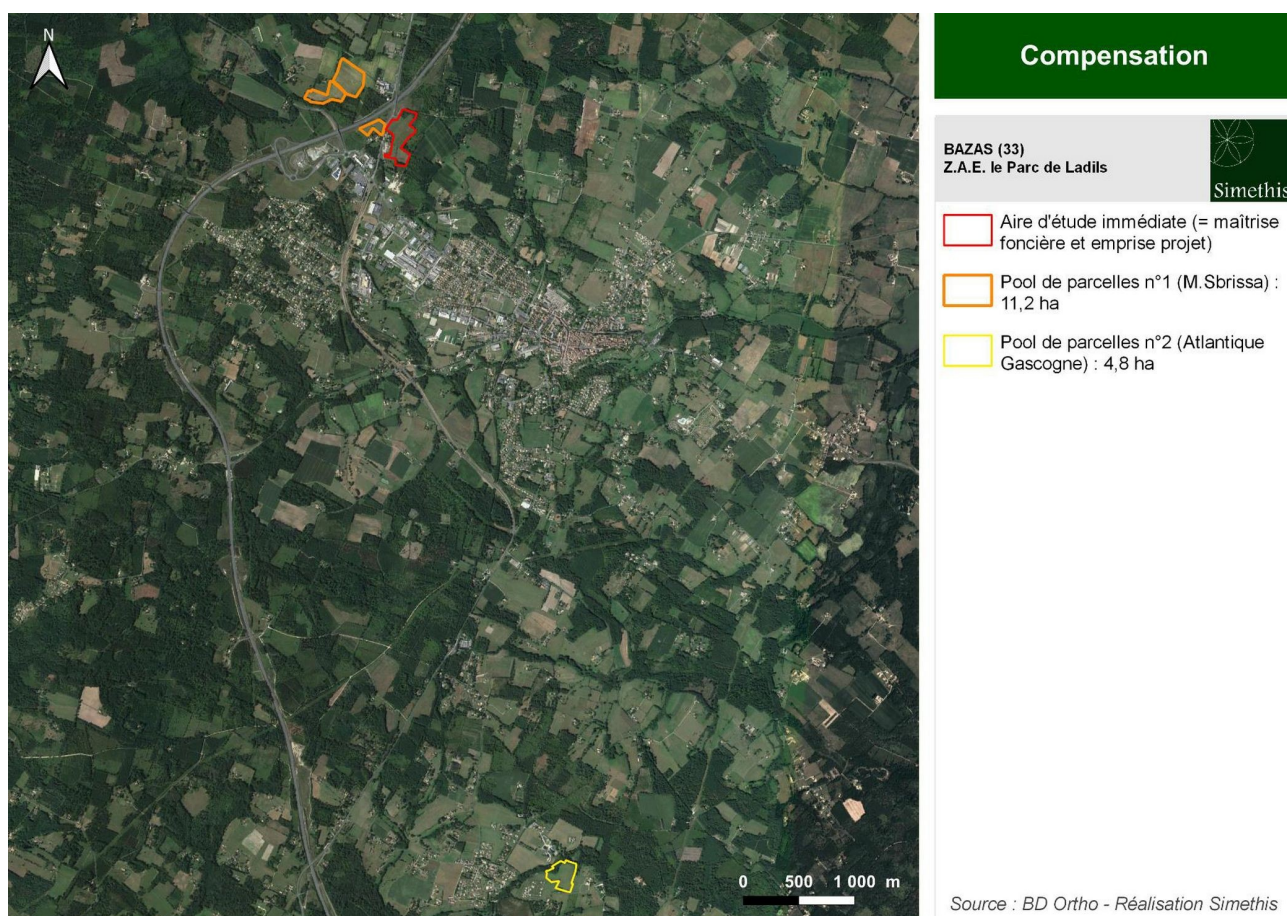 N
0 500 1 000 m
Compensation
BAZAS (33)
Z.A.E. le Parc de Ladils
Simethis
Aire d'étude immédiate (= maîtrise
foncière et emprise projet)
Pool de parcelles n°1 (M.Sbrissa) :
11,2 ha
Pool de parcelles n°2 (Atlantique
Gascogne) : 4,8 ha
Source : BD Ortho - Réalisation Simethis